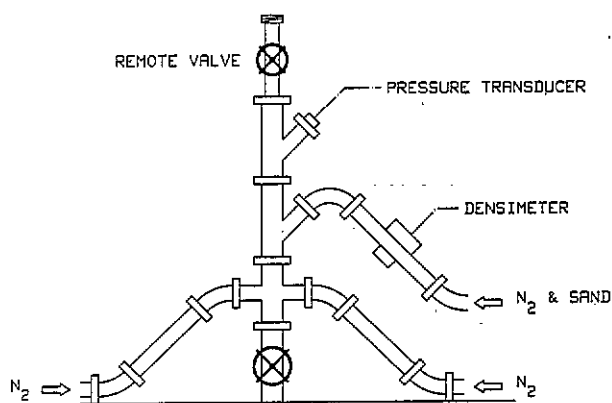 REMOTE VALVE
PRESSURE TRANSDUCER
DENSIMETER
N2 & SAND
N2
N2